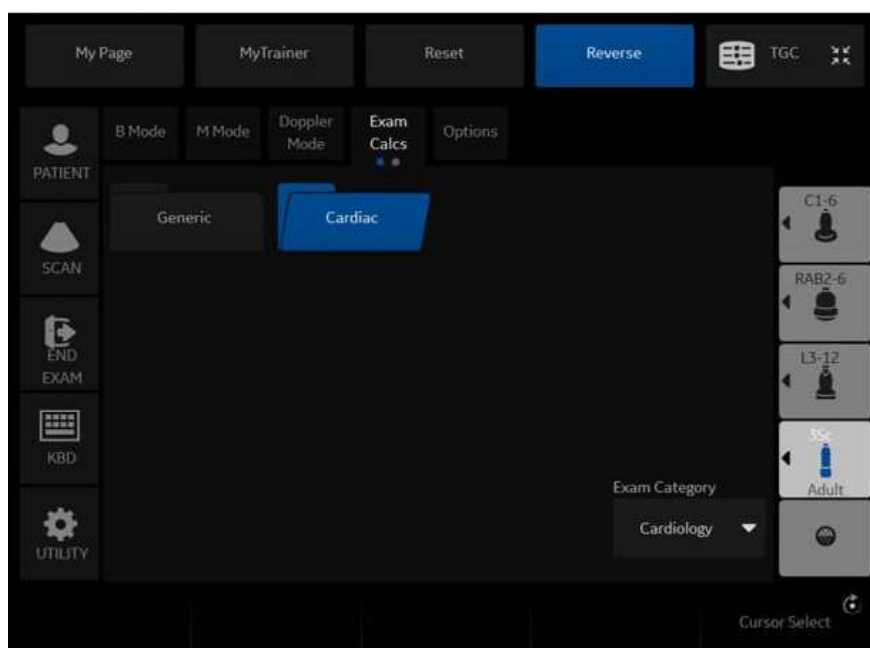 My Page
MyTrainer
Reset
Reverse
TGC
PATIENT
SCAN
END
EXAM
KBD
UTILITY
B Mode
M Mode
Doppler
Mode
Exam
Calcs
Options
Generic
Cardiac
Exam Category
Cardiology
C1-6
RAB2-6
L3-12
3Sc
Adult
Cursor Select